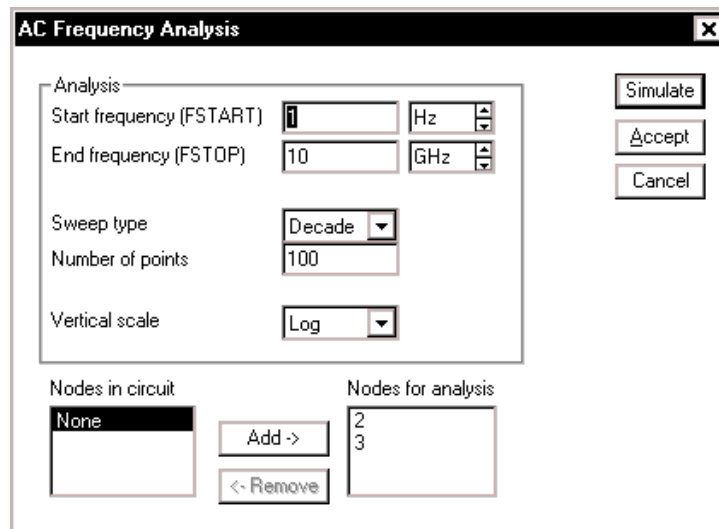 AC Frequency Analysis
Analysis
Start frequency (FSTART) 1 Hz
End frequency (FSTOP) 10 GHz
Sweep type Decade
Number of points 100
Vertical scale Log
Simulate
Accept
Cancel
Nodes in circuit
None
Add ->
<- Remove
Nodes for analysis
2
3